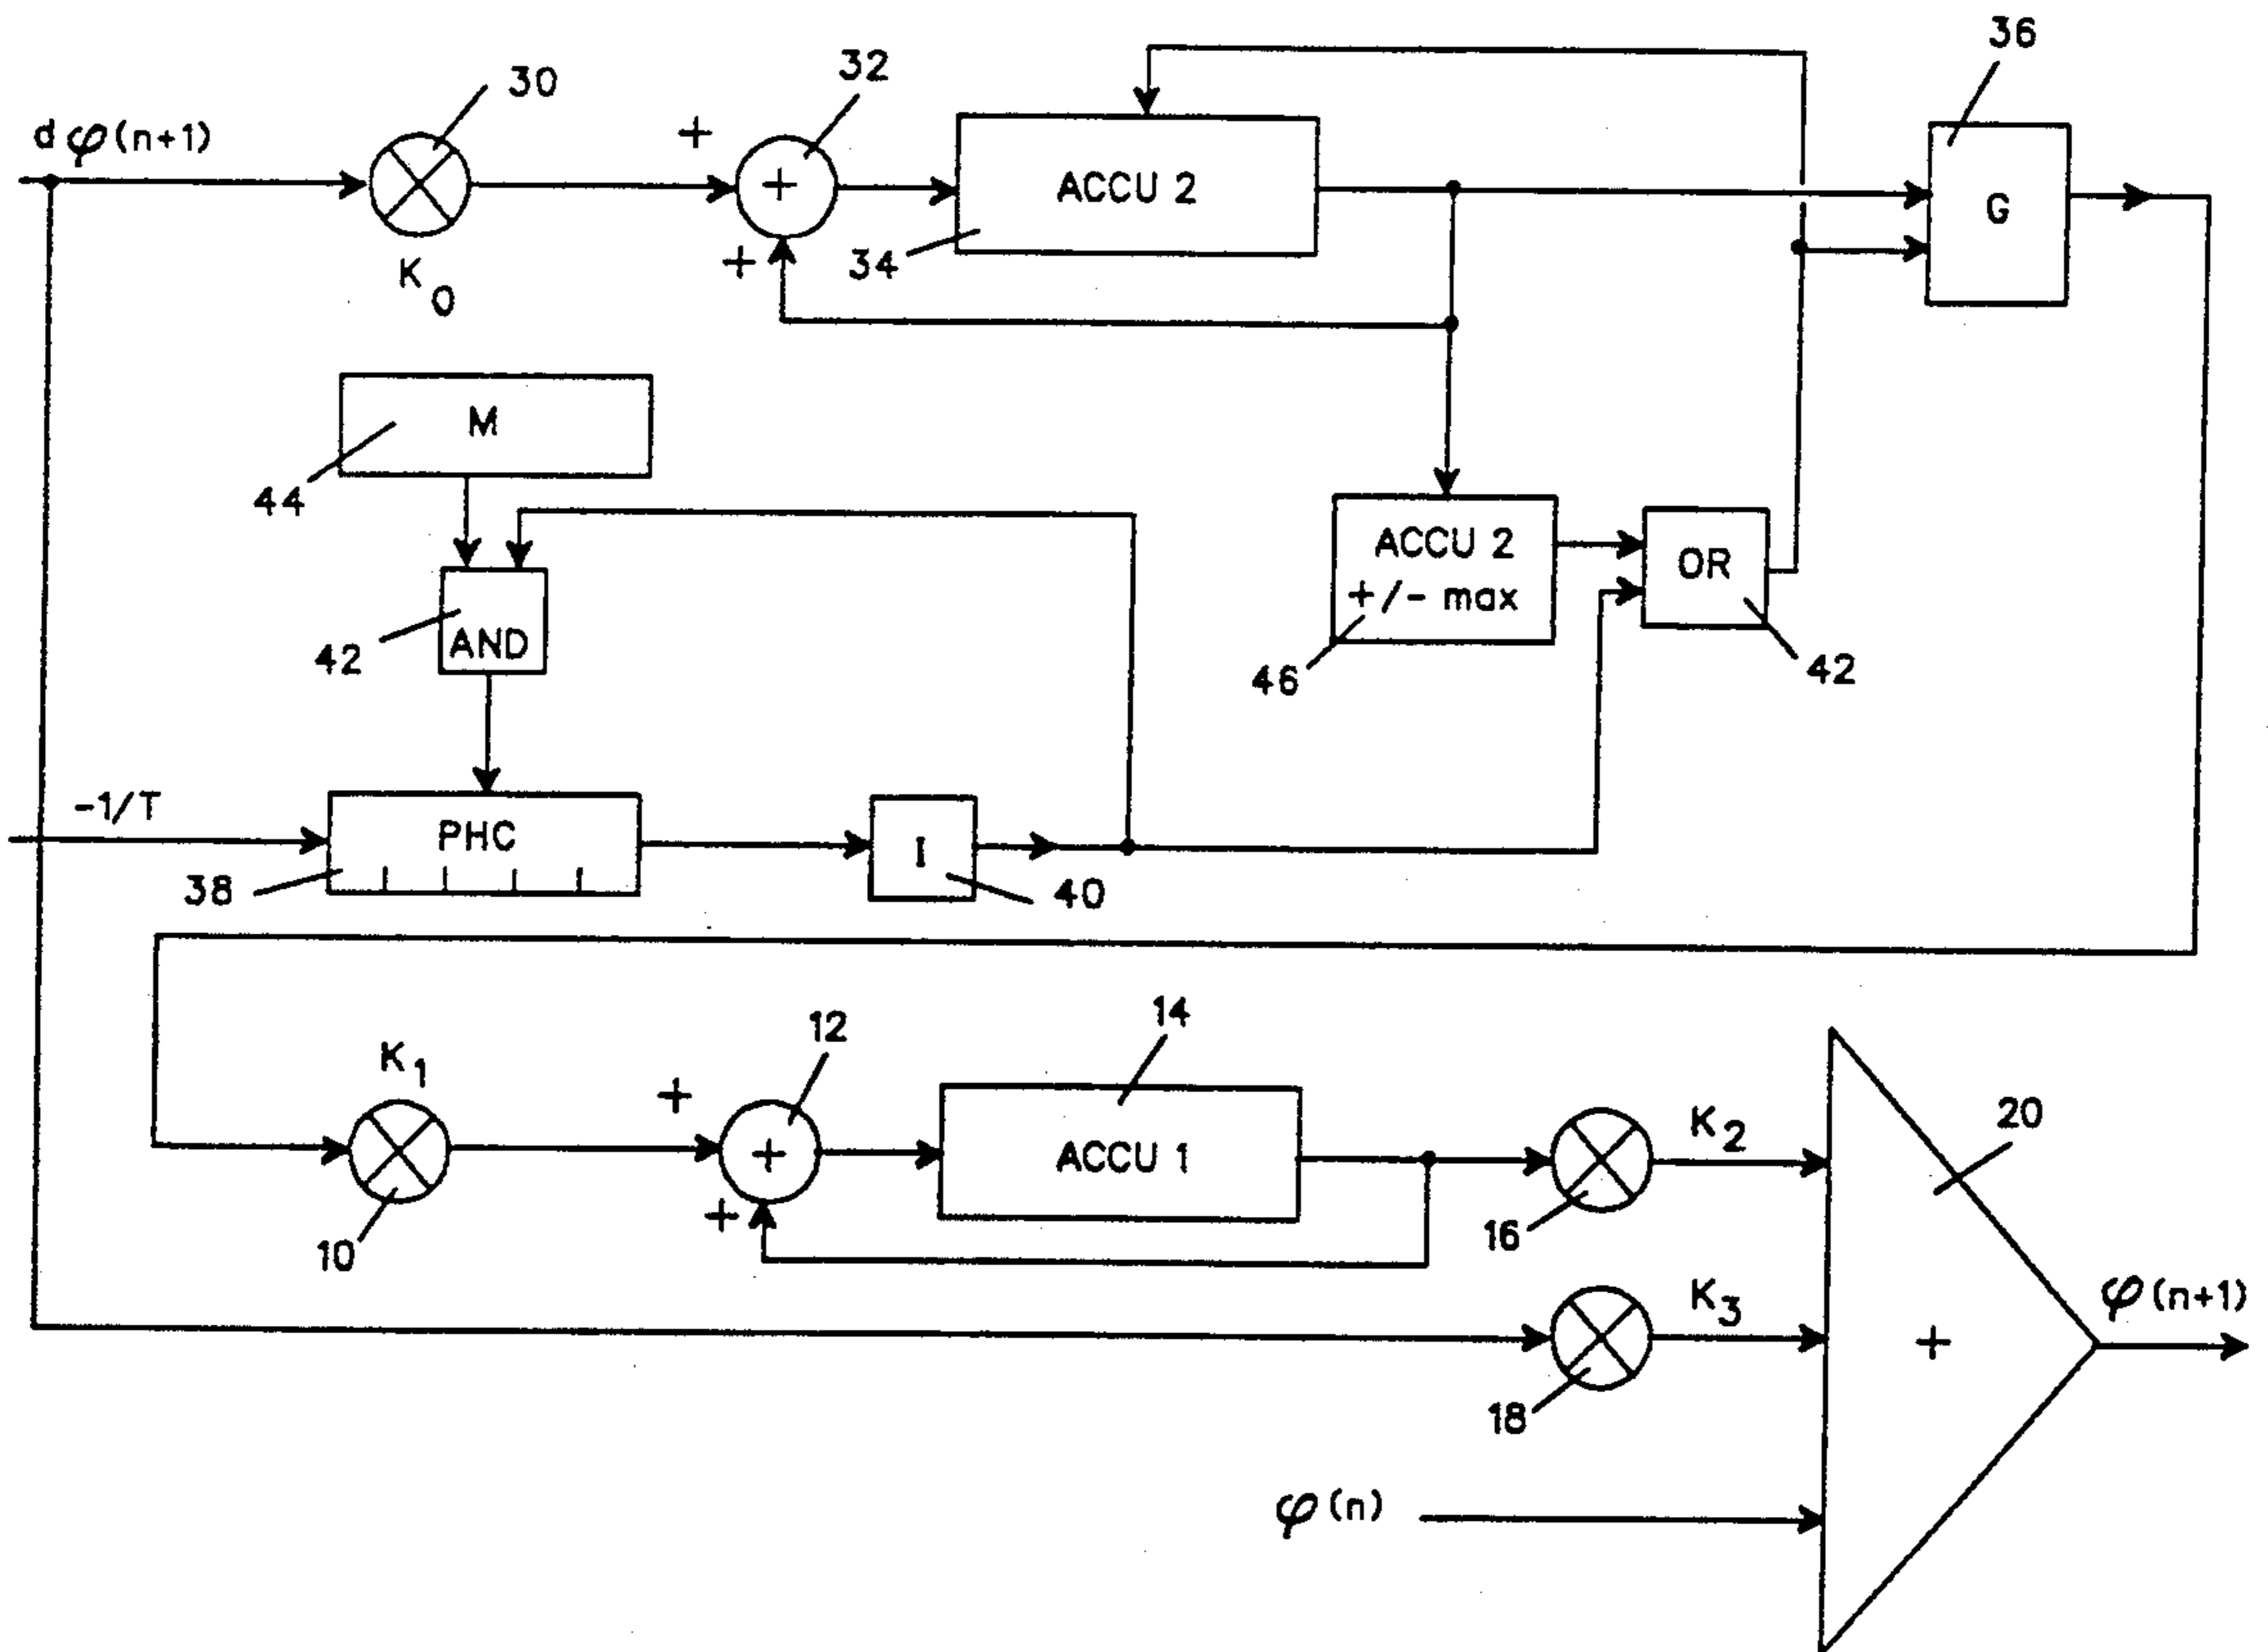 36
30
32
d φ(n+1)
+
+
ACCU 2
G
+
34
K0
M
44
ACCU 2
+/- max
OR
AND
42
46
42
-1/T
PHC
I
38
40
14
12
K1
+
20
K2
+
ACCU 1
+
10
16
K3
φ(n+1)
+
18
φ(n)